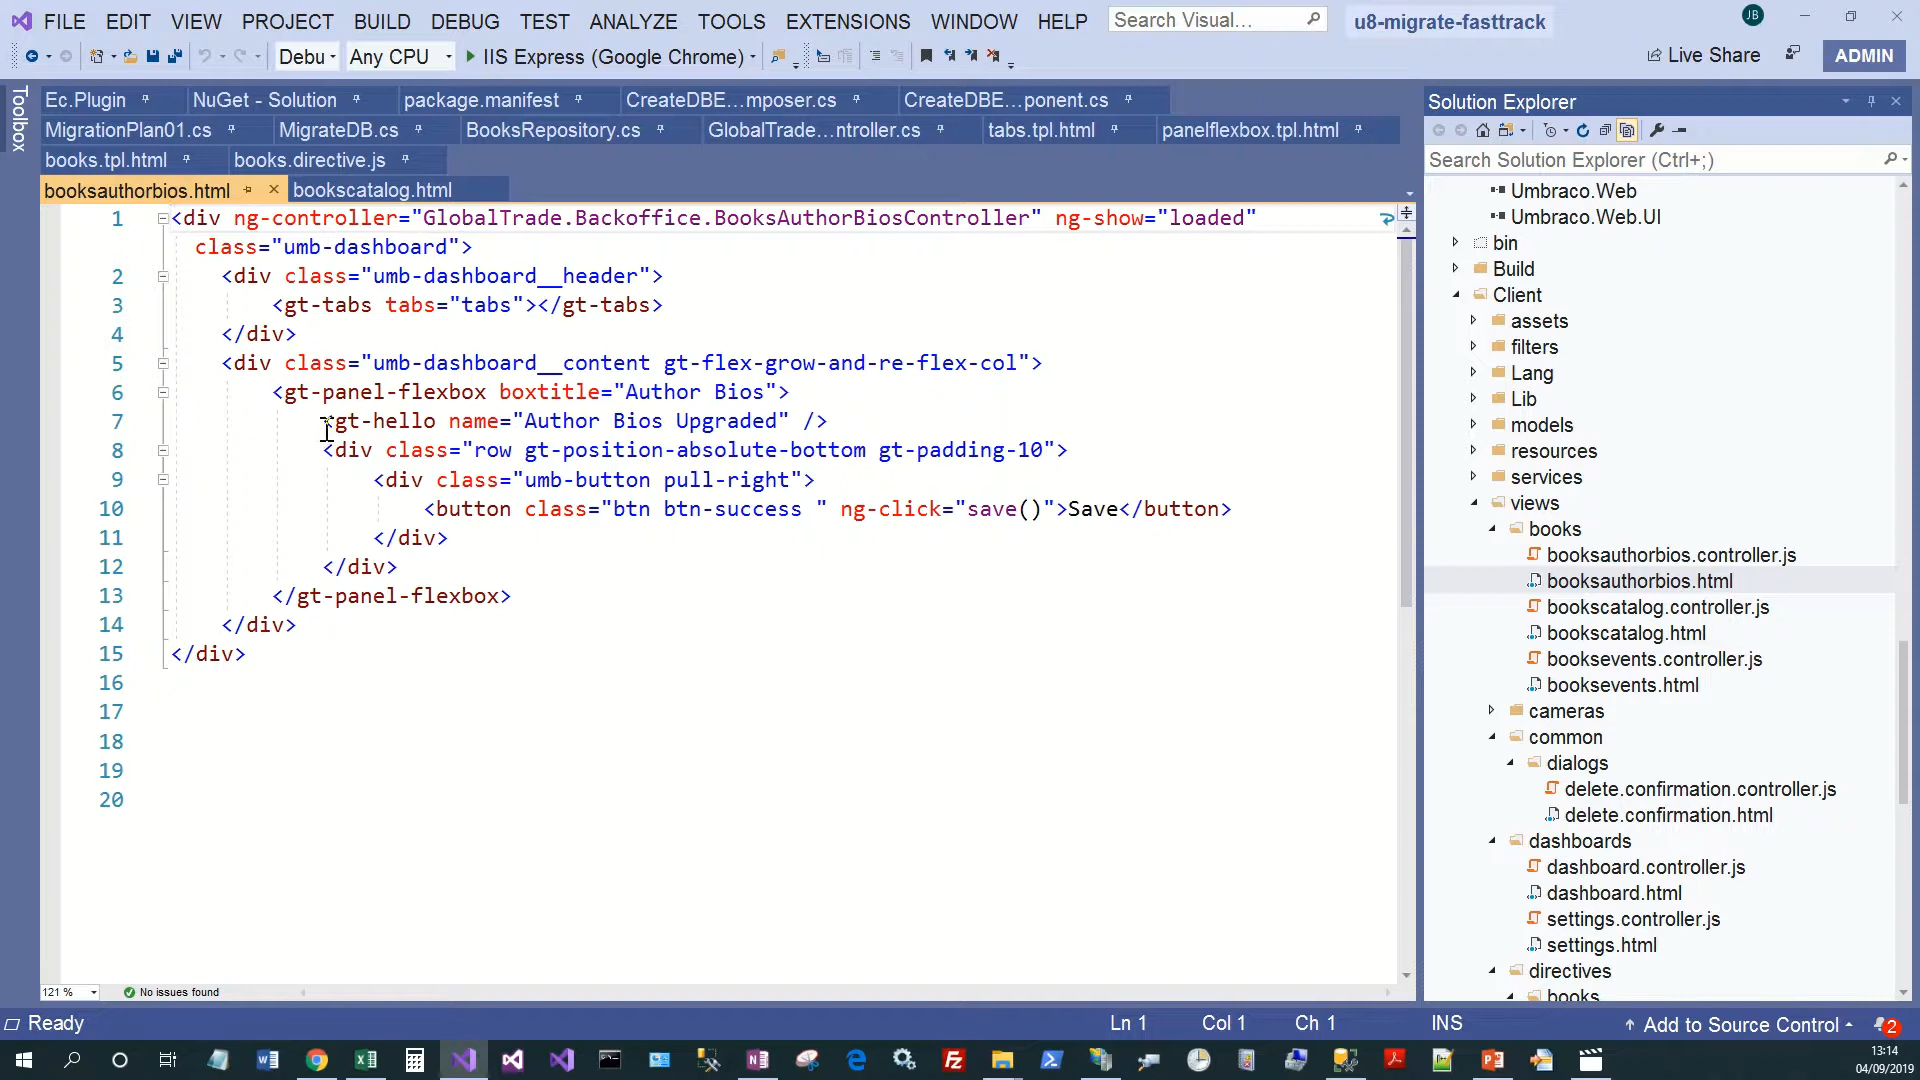 FILE EDIT VIEW PROJECT BUILD DEBUG TEST ANALYZE TOOLS EXTENSIONS WINDOW HELP Search Visual... u8-migrate-fasttrack JB
Debu Any CPU IIS Express (Google Chrome) Live Share ADMIN
Toolbox
Ec.Plugin NuGet - Solution package.manifest CreateDBE...mposer.cs CreateDBE...ponent.cs
MigrationPlan01.cs MigrateDB.cs BooksRepository.cs GlobalTrade...ntroller.cs tabs.tpl.html panelflexbox.tpl.html
books.tpl.html books.directive.js
booksauthorbios.html bookscatalog.html
1 <div ng-controller="GlobalTrade.Backoffice.BooksAuthorBiosController" ng-show="loaded"
class="umb-dashboard">
2 <div class="umb-dashboard__header">
3 <gt-tabs tabs="tabs"></gt-tabs>
4 </div>
5 <div class="umb-dashboard__content gt-flex-grow-and-re-flex-col">
6 <gt-panel-flexbox boxtitle="Author Bios">
7 <gt-hello name="Author Bios Upgraded" />
8 <div class="row gt-position-absolute-bottom gt-padding-10">
9 <div class="umb-button pull-right">
10 <button class="btn btn-success " ng-click="save()">Save</button>
11 </div>
12 </div>
13 </gt-panel-flexbox>
14 </div>
15 </div>
16
17
18
19
20
121 % No issues found
Solution Explorer
Search Solution Explorer (Ctrl+;)
Umbraco.Web
Umbraco.Web.UI
bin
Build
Client
assets
filters
Lang
Lib
models
resources
services
views
books
booksauthorbios.controller.js
booksauthorbios.html
bookscatalog.controller.js
bookscatalog.html
booksevents.controller.js
booksevents.html
cameras
common
dialogs
delete.confirmation.controller.js
delete.confirmation.html
dashboards
dashboard.controller.js
dashboard.html
settings.controller.js
settings.html
directives
books
Ready Ln 1 Col 1 Ch 1 INS Add to Source Control 2
13:14
04/09/2019